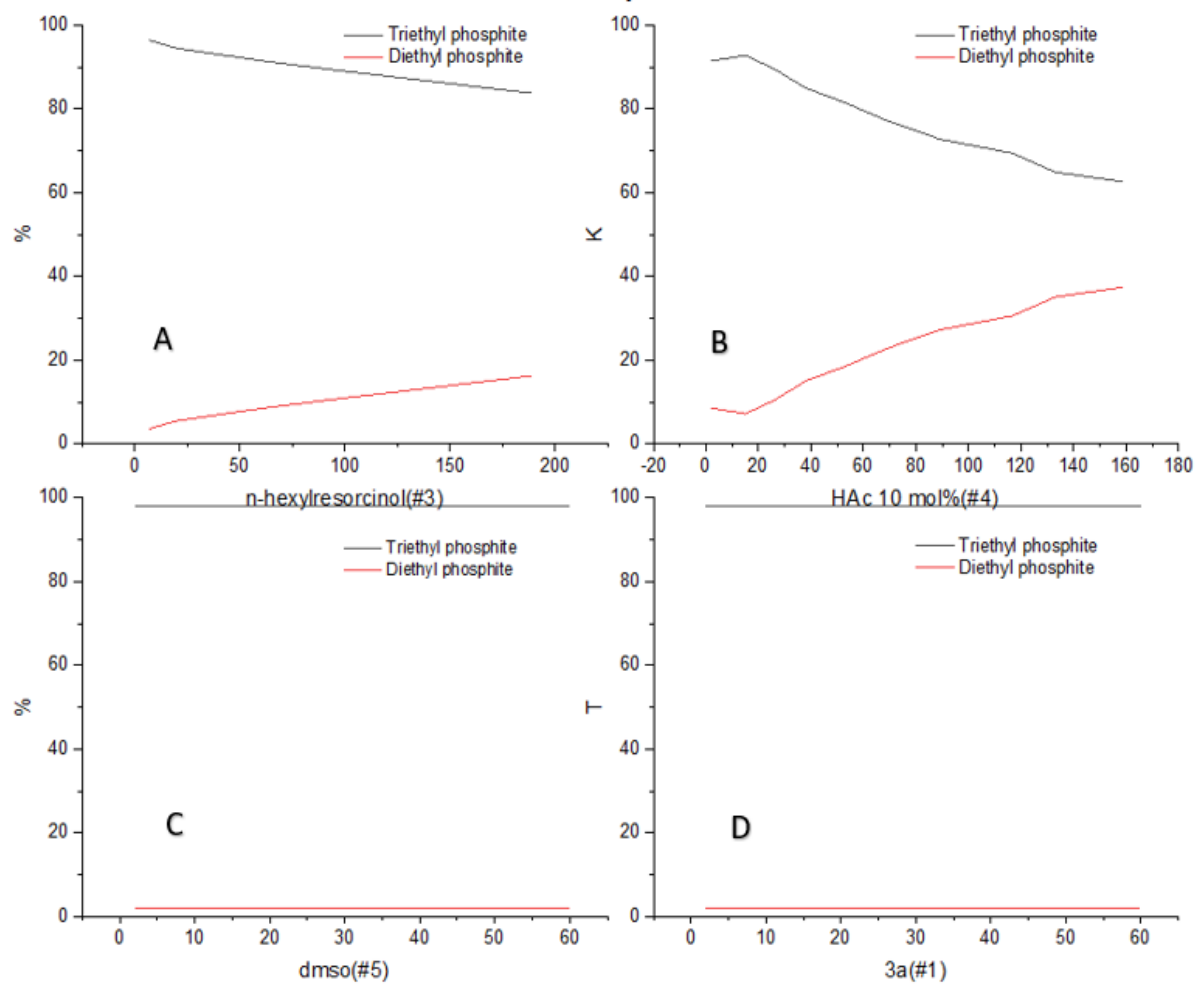 100
80
60
40
20
0
%
Triethyl phosphite
Diethyl phosphite
A
0 50 100 150 200
n-hexylresorcinol(#3)
100
80
60
40
20
0
K
Triethyl phosphite
Diethyl phosphite
B
-20 0 20 40 60 80 100 120 140 160 180
HAc 10 mol%(#4)
100
80
60
40
20
0
%
Triethyl phosphite
Diethyl phosphite
C
0 10 20 30 40 50 60
dmso(#5)
100
80
60
40
20
0
T
Triethyl phosphite
Diethyl phosphite
D
0 10 20 30 40 50 60
3a(#1)